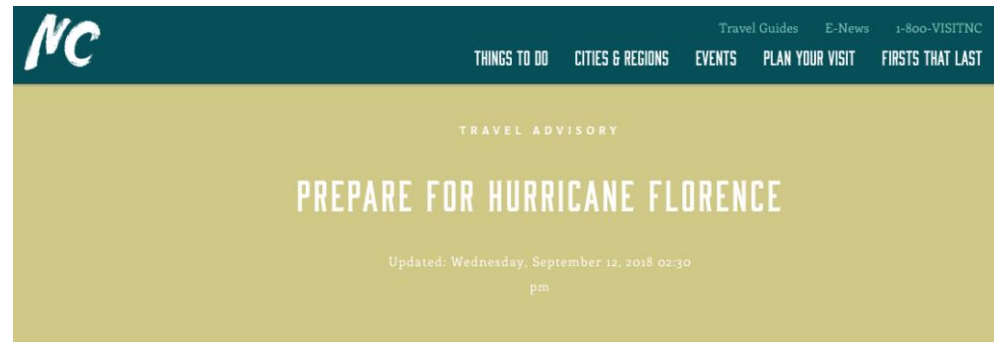 NC
Travel Guides E-News 1-800-VISITNC
THINGS TO DO CITIES & REGIONS EVENTS PLAN YOUR VISIT FIRSTS THAT LAST
TRAVEL ADVISORY
PREPARE FOR HURRICANE FLORENCE
Updated: Wednesday, September 12, 2018 02:30
pm